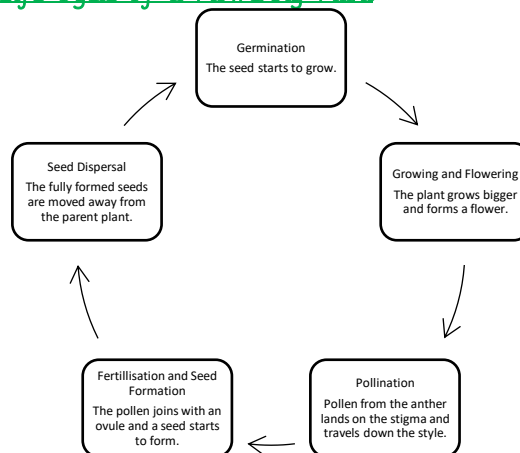 Germination
The seed starts to grow.
Growing and Flowering
The plant grows bigger
and forms a flower.
Pollination
Pollen from the anther
lands on the stigma and
travels down the style.
Fertillisation and Seed
Formation
The pollen joins with an
ovule and a seed starts
to form.
Seed Dispersal
The fully formed seeds
are moved away from
the parent plant.